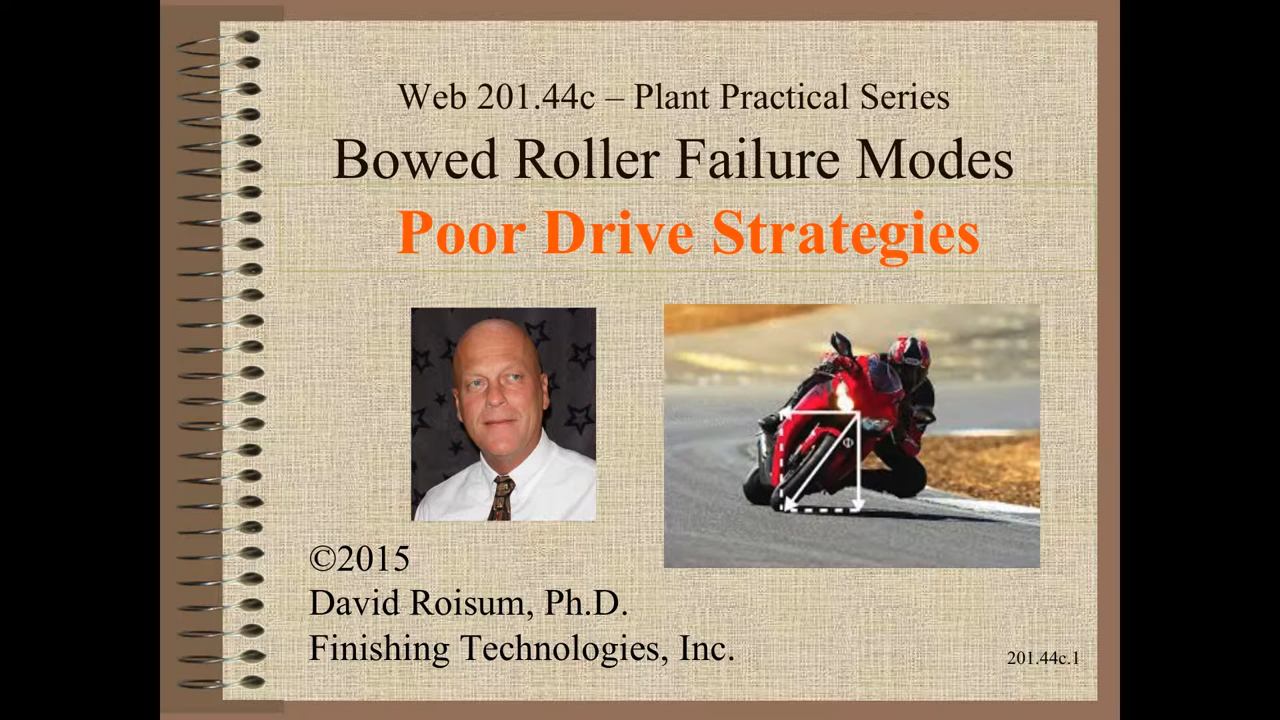 Web 201.44c – Plant Practical Series
Bowed Roller Failure Modes
Poor Drive Strategies
Φ
©2015
David Roisum, Ph.D.
Finishing Technologies, Inc.
201.44c.1